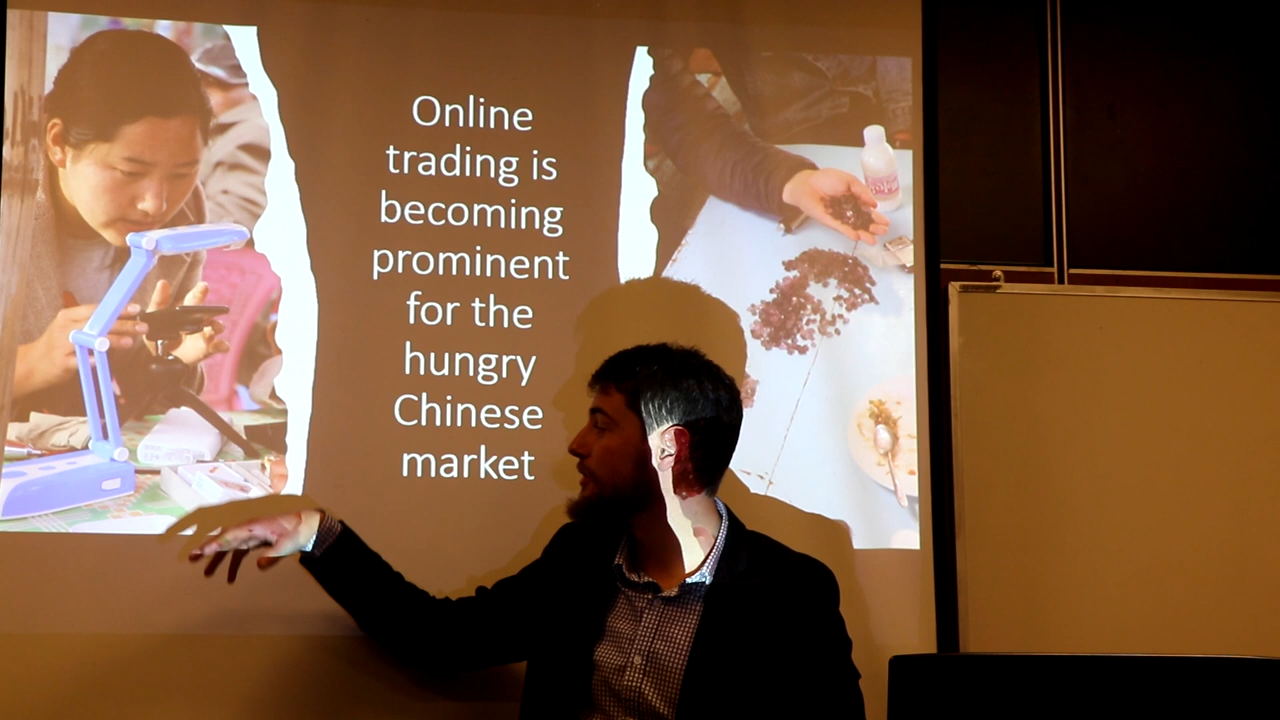 Online
trading is
becoming
prominent
for the
hungry
Chinese
market